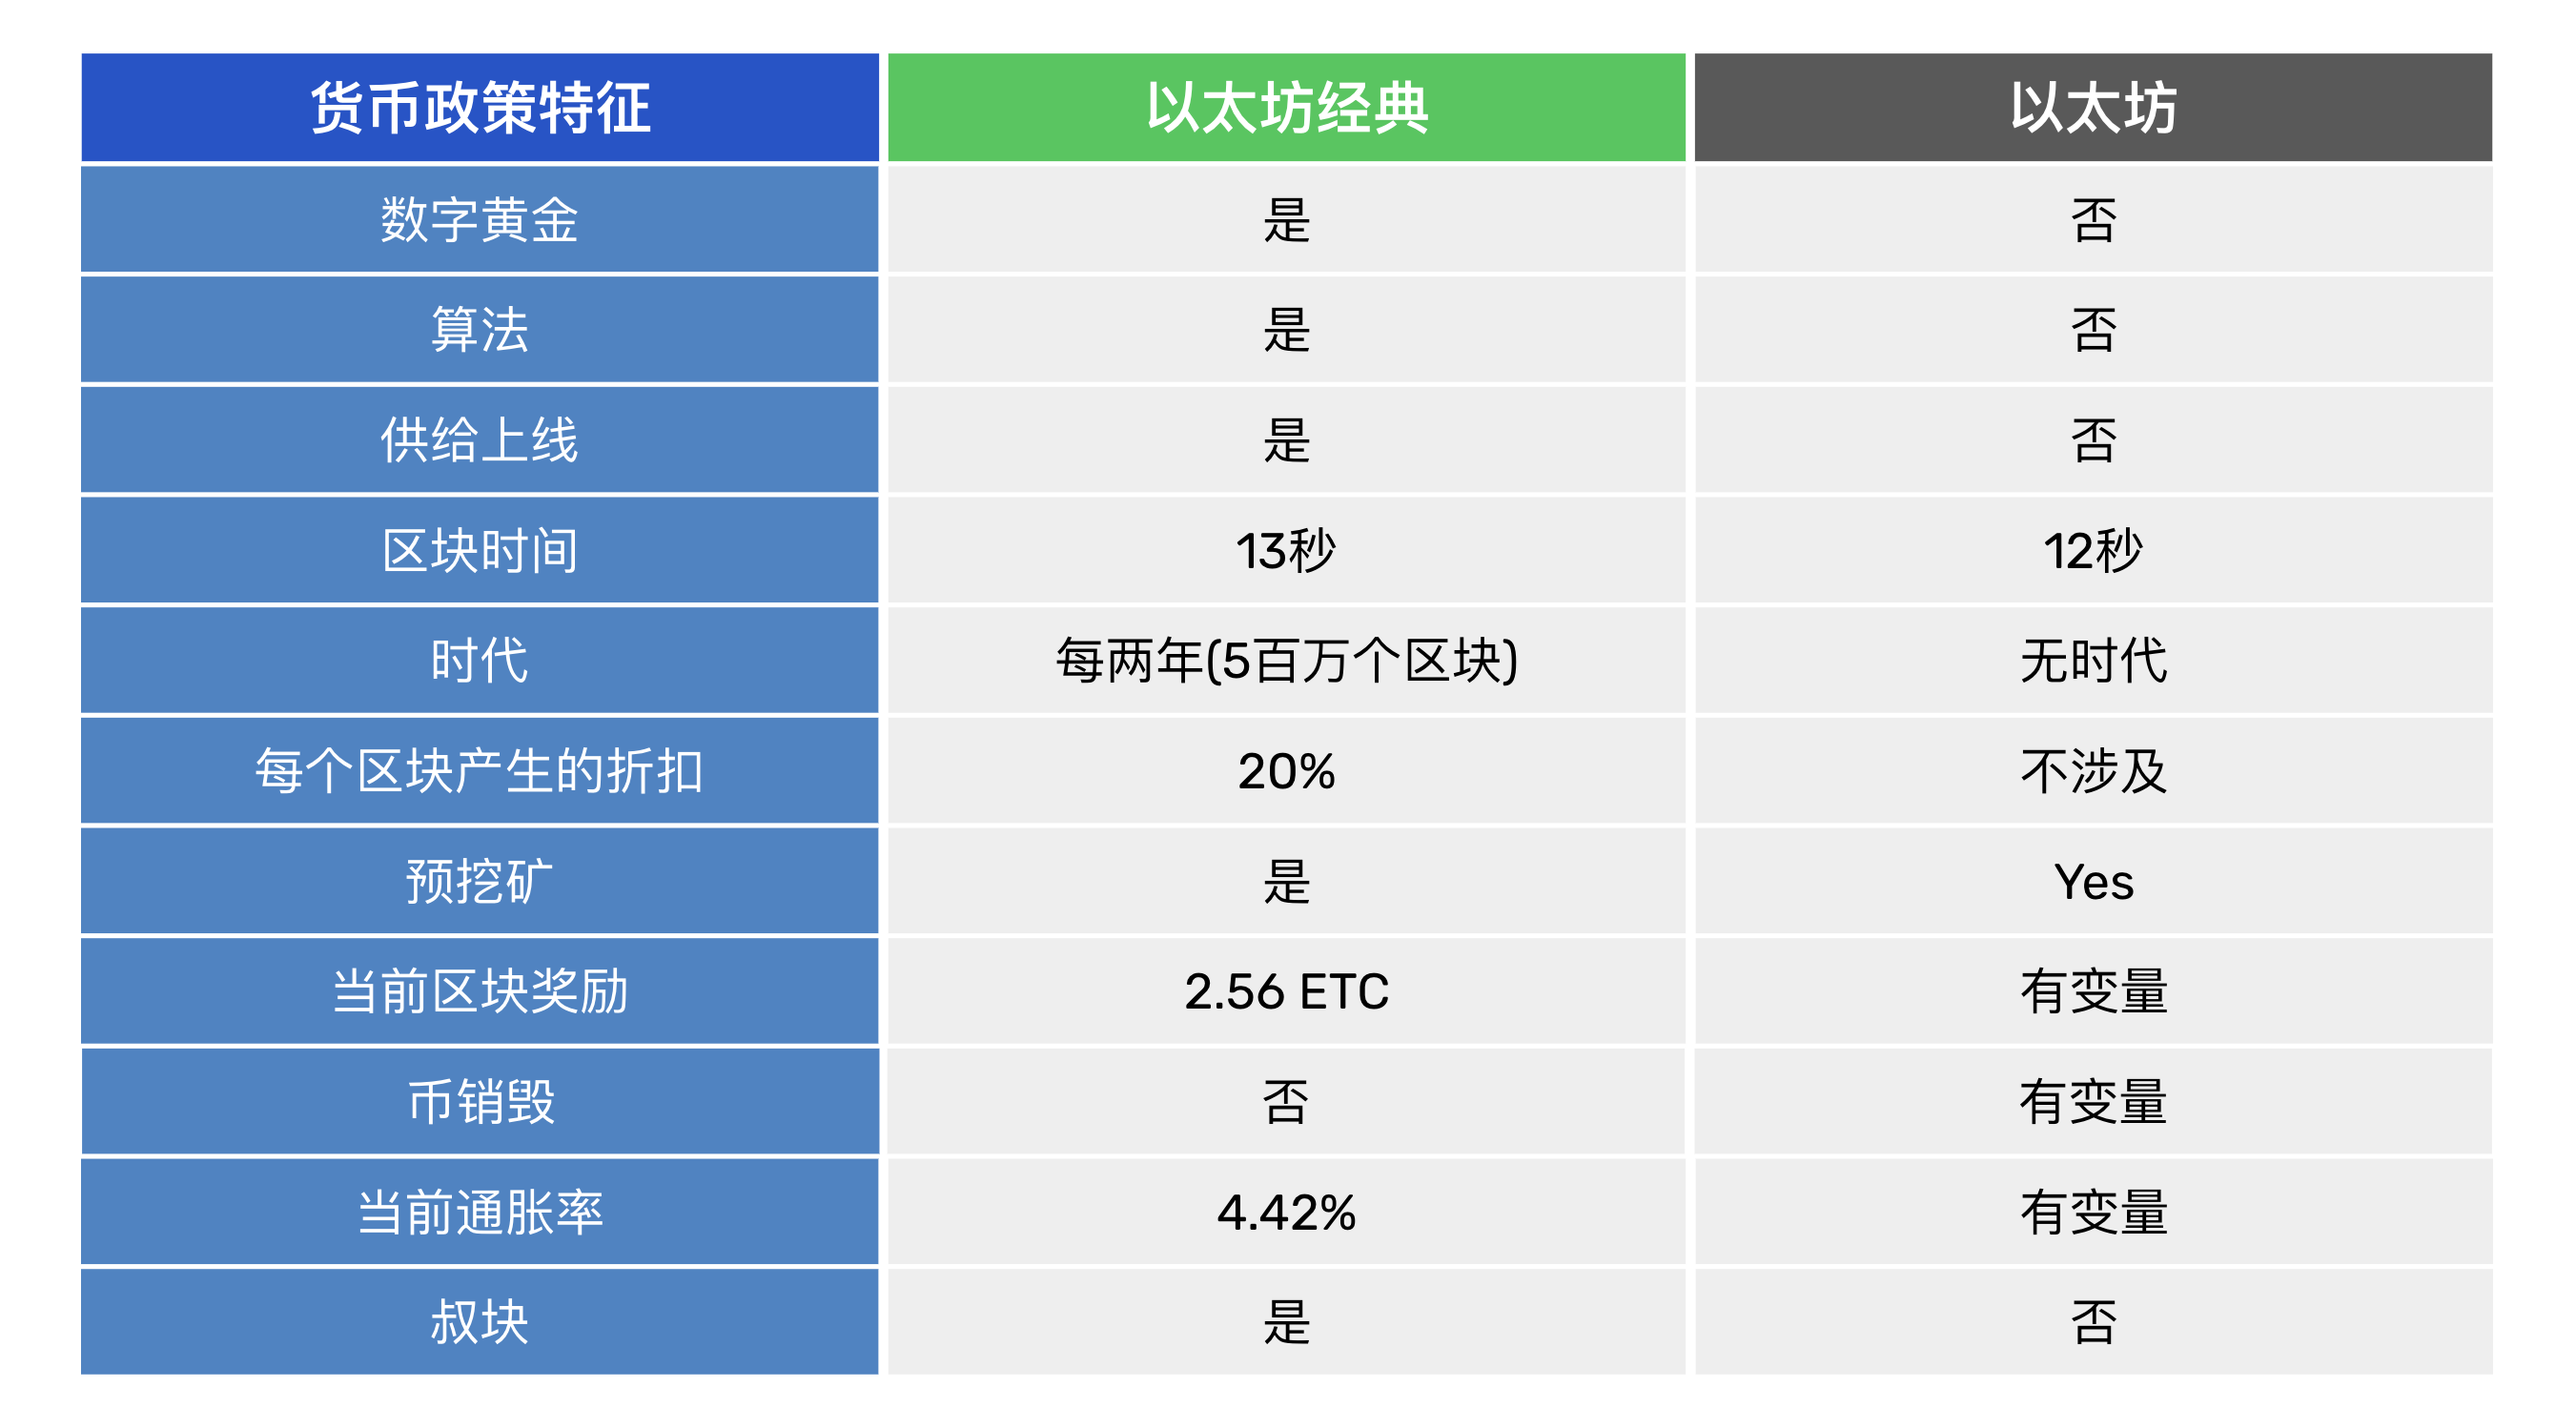 货币政策特征 以太坊经典 以太坊
数字黄金 是 否
算法 是 否
供给上线 是 否
区块时间 13秒 12秒
时代 每两年(5百万个区块) 无时代
每个区块产生的折扣 20% 不涉及
预挖矿 是 Yes
当前区块奖励 2.56 ETC 有变量
币销毁 否 有变量
当前通胀率 4.42% 有变量
叔块 是 否